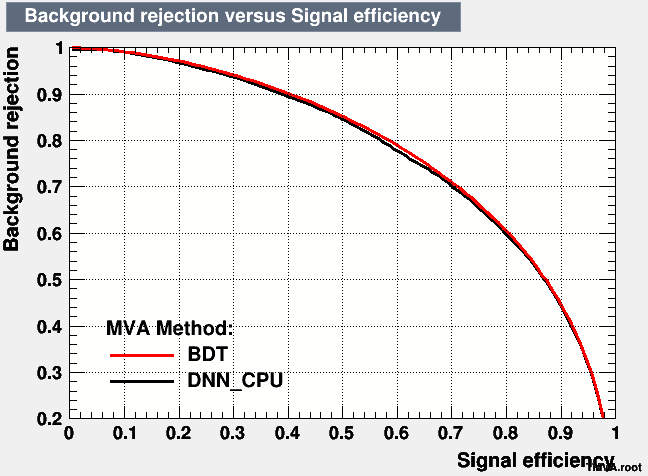 Background rejection versus Signal efficiency
Background rejection
1
0.9
0.8
0.7
0.6
0.5
0.4
0.3
0.2
MVA Method:
BDT
DNN_CPU
0 0.1 0.2 0.3 0.4 0.5 0.6 0.7 0.8 0.9 1
Signal efficiency
TMVA.root